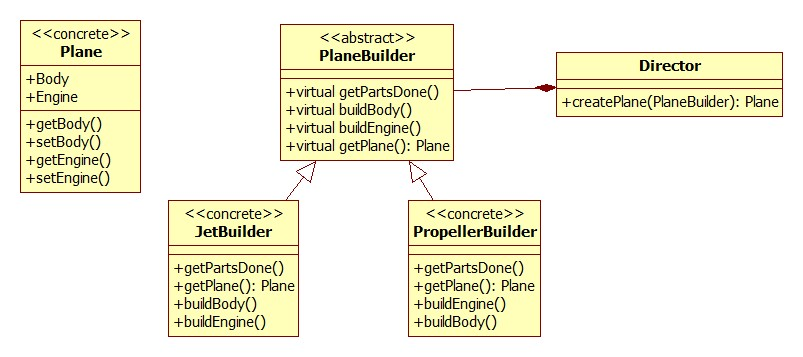 <<concrete>>
Plane
+Body
+Engine
+getBody()
+setBody()
+getEngine()
+setEngine()
<<abstract>>
PlaneBuilder
+virtual getPartsDone()
+virtual buildBody()
+virtual buildEngine()
+virtual getPlane(): Plane
Director
+createPlane(PlaneBuilder): Plane
<<concrete>>
JetBuilder
+getPartsDone()
+getPlane(): Plane
+buildBody()
+buildEngine()
<<concrete>>
PropellerBuilder
+getPartsDone()
+getPlane(): Plane
+buildEngine()
+buildBody()